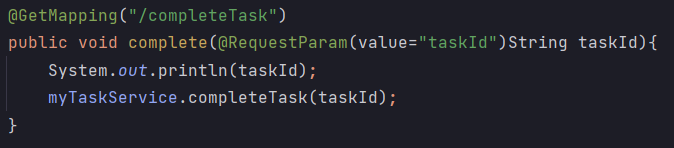 @GetMapping("/completeTask")
public void complete(@RequestParam(value="taskId")String taskId){
    System.out.println(taskId);
    myTaskService.completeTask(taskId);
}